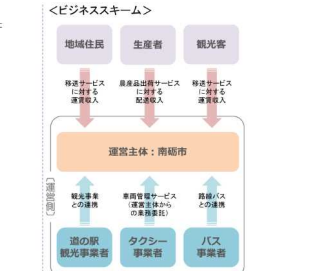 ＜ビジネススキーム＞
地域住民
生産者
観光客
移送サービス
に対する
運賃収入
農産品出荷サービス
に対する
配送収入
移送サービス
に対する
運賃収入
運営主体：南砺市
〔運営側〕
観光事業
との連携
車両管理サービス
（運営主体から
の業務委託）
路線バス
との連携
道の駅
観光事業者
タクシー
事業者
バス
事業者